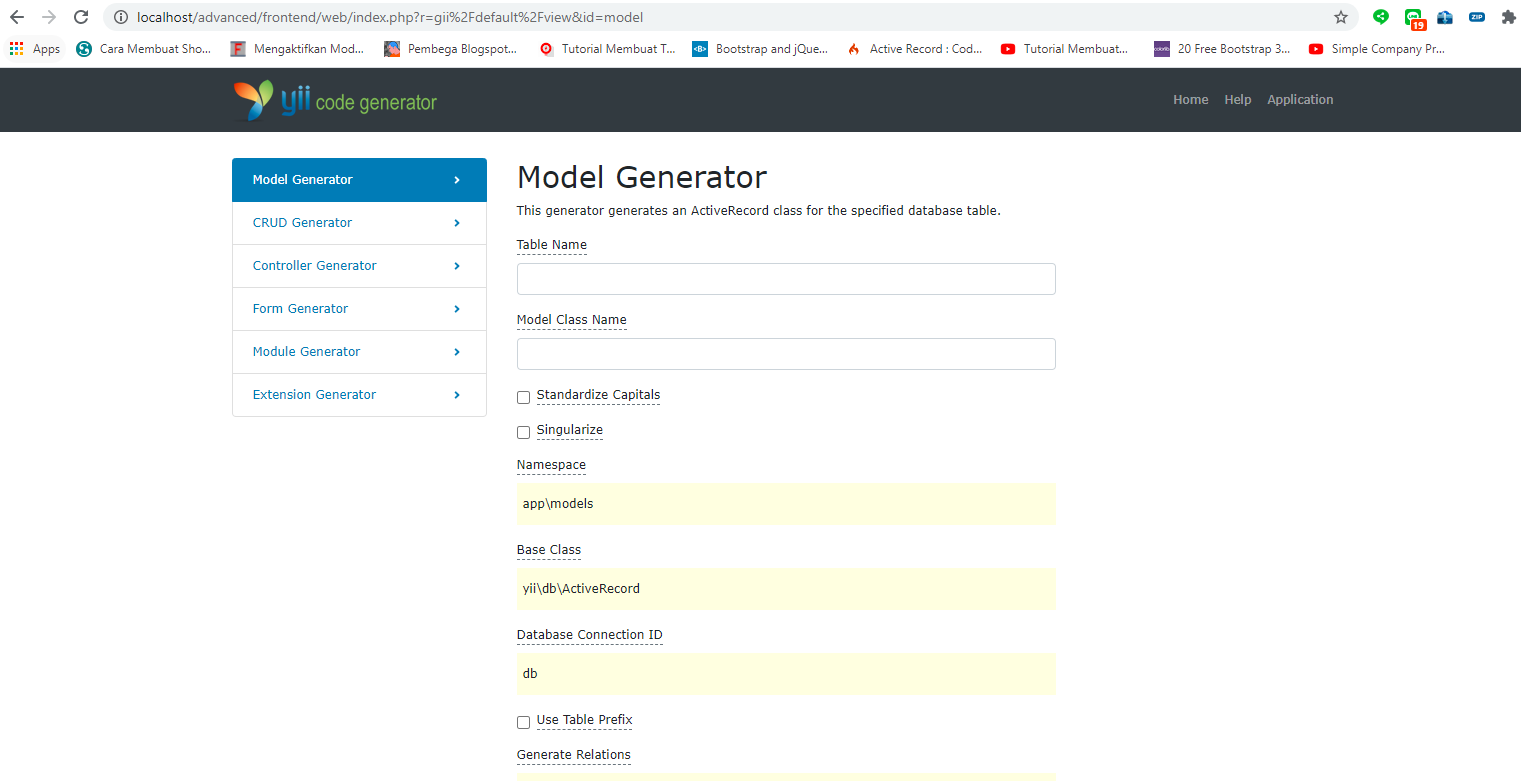 localhost/advanced/frontend/web/index.php?r=gii%2Fdefault%2Fview&id=model
19
ZIP
Apps
Cara Membuat Sho...
F
Mengaktifkan Mod...
Pembega Blogspot...
Tutorial Membuat T...
<B>
Bootstrap and jQue...
Active Record : Cod...
Tutorial Membuat...
colorlib
20 Free Bootstrap 3...
Simple Company Pr...
yii code generator
Home
Help
Application
Model Generator
CRUD Generator
Controller Generator
Form Generator
Module Generator
Extension Generator
Model Generator
This generator generates an ActiveRecord class for the specified database table.
Table Name
Model Class Name
Standardize Capitals
Singularize
Namespace
app\models
Base Class
yii\db\ActiveRecord
Database Connection ID
db
Use Table Prefix
Generate Relations